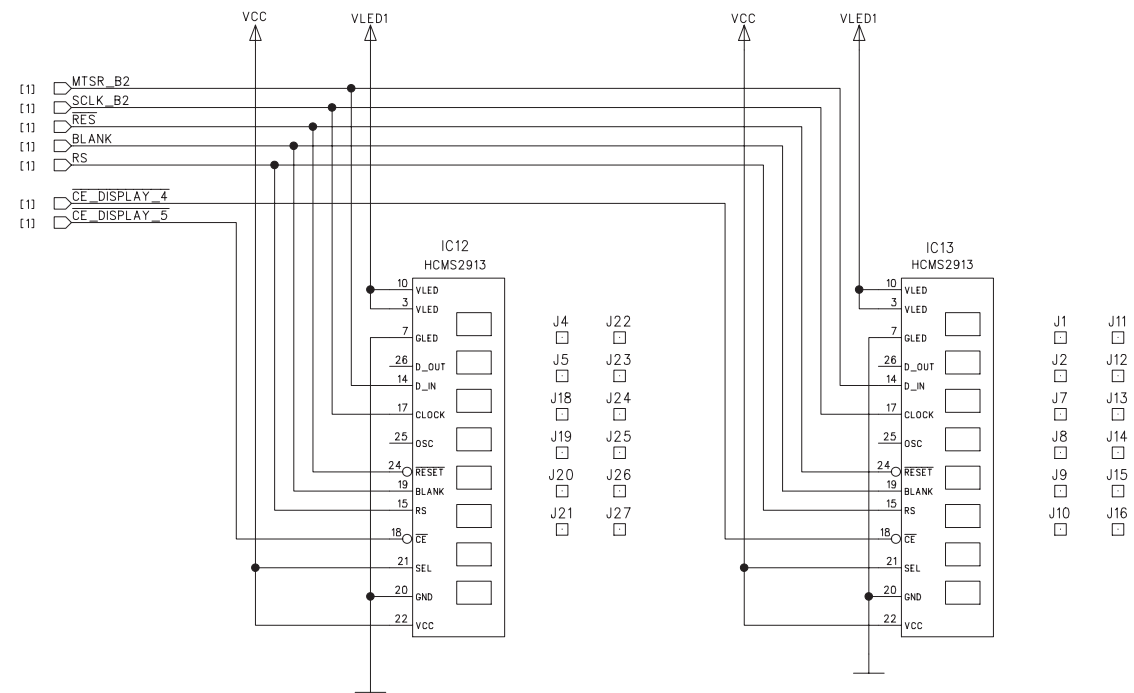 VCC VLED1 VCC VLED1
[1] MTSR_B2
[1] SCLK_B2
[1] RES
[1] BLANK
[1] RS
[1] CE_DISPLAY_4
[1] CE_DISPLAY_5
IC12
HCMS2913
10 VLED
3 VLED
7 GLED
26 D_OUT
14 D_IN
17 CLOCK
25 OSC
24 RESET
19 BLANK
15 RS
18 CE
21 SEL
20 GND
22 VCC
J4 J22
J5 J23
J18 J24
J19 J25
J20 J26
J21 J27
IC13
HCMS2913
10 VLED
3 VLED
7 GLED
26 D_OUT
14 D_IN
17 CLOCK
25 OSC
24 RESET
19 BLANK
15 RS
18 CE
21 SEL
20 GND
22 VCC
J1 J11
J2 J12
J7 J13
J8 J14
J9 J15
J10 J16